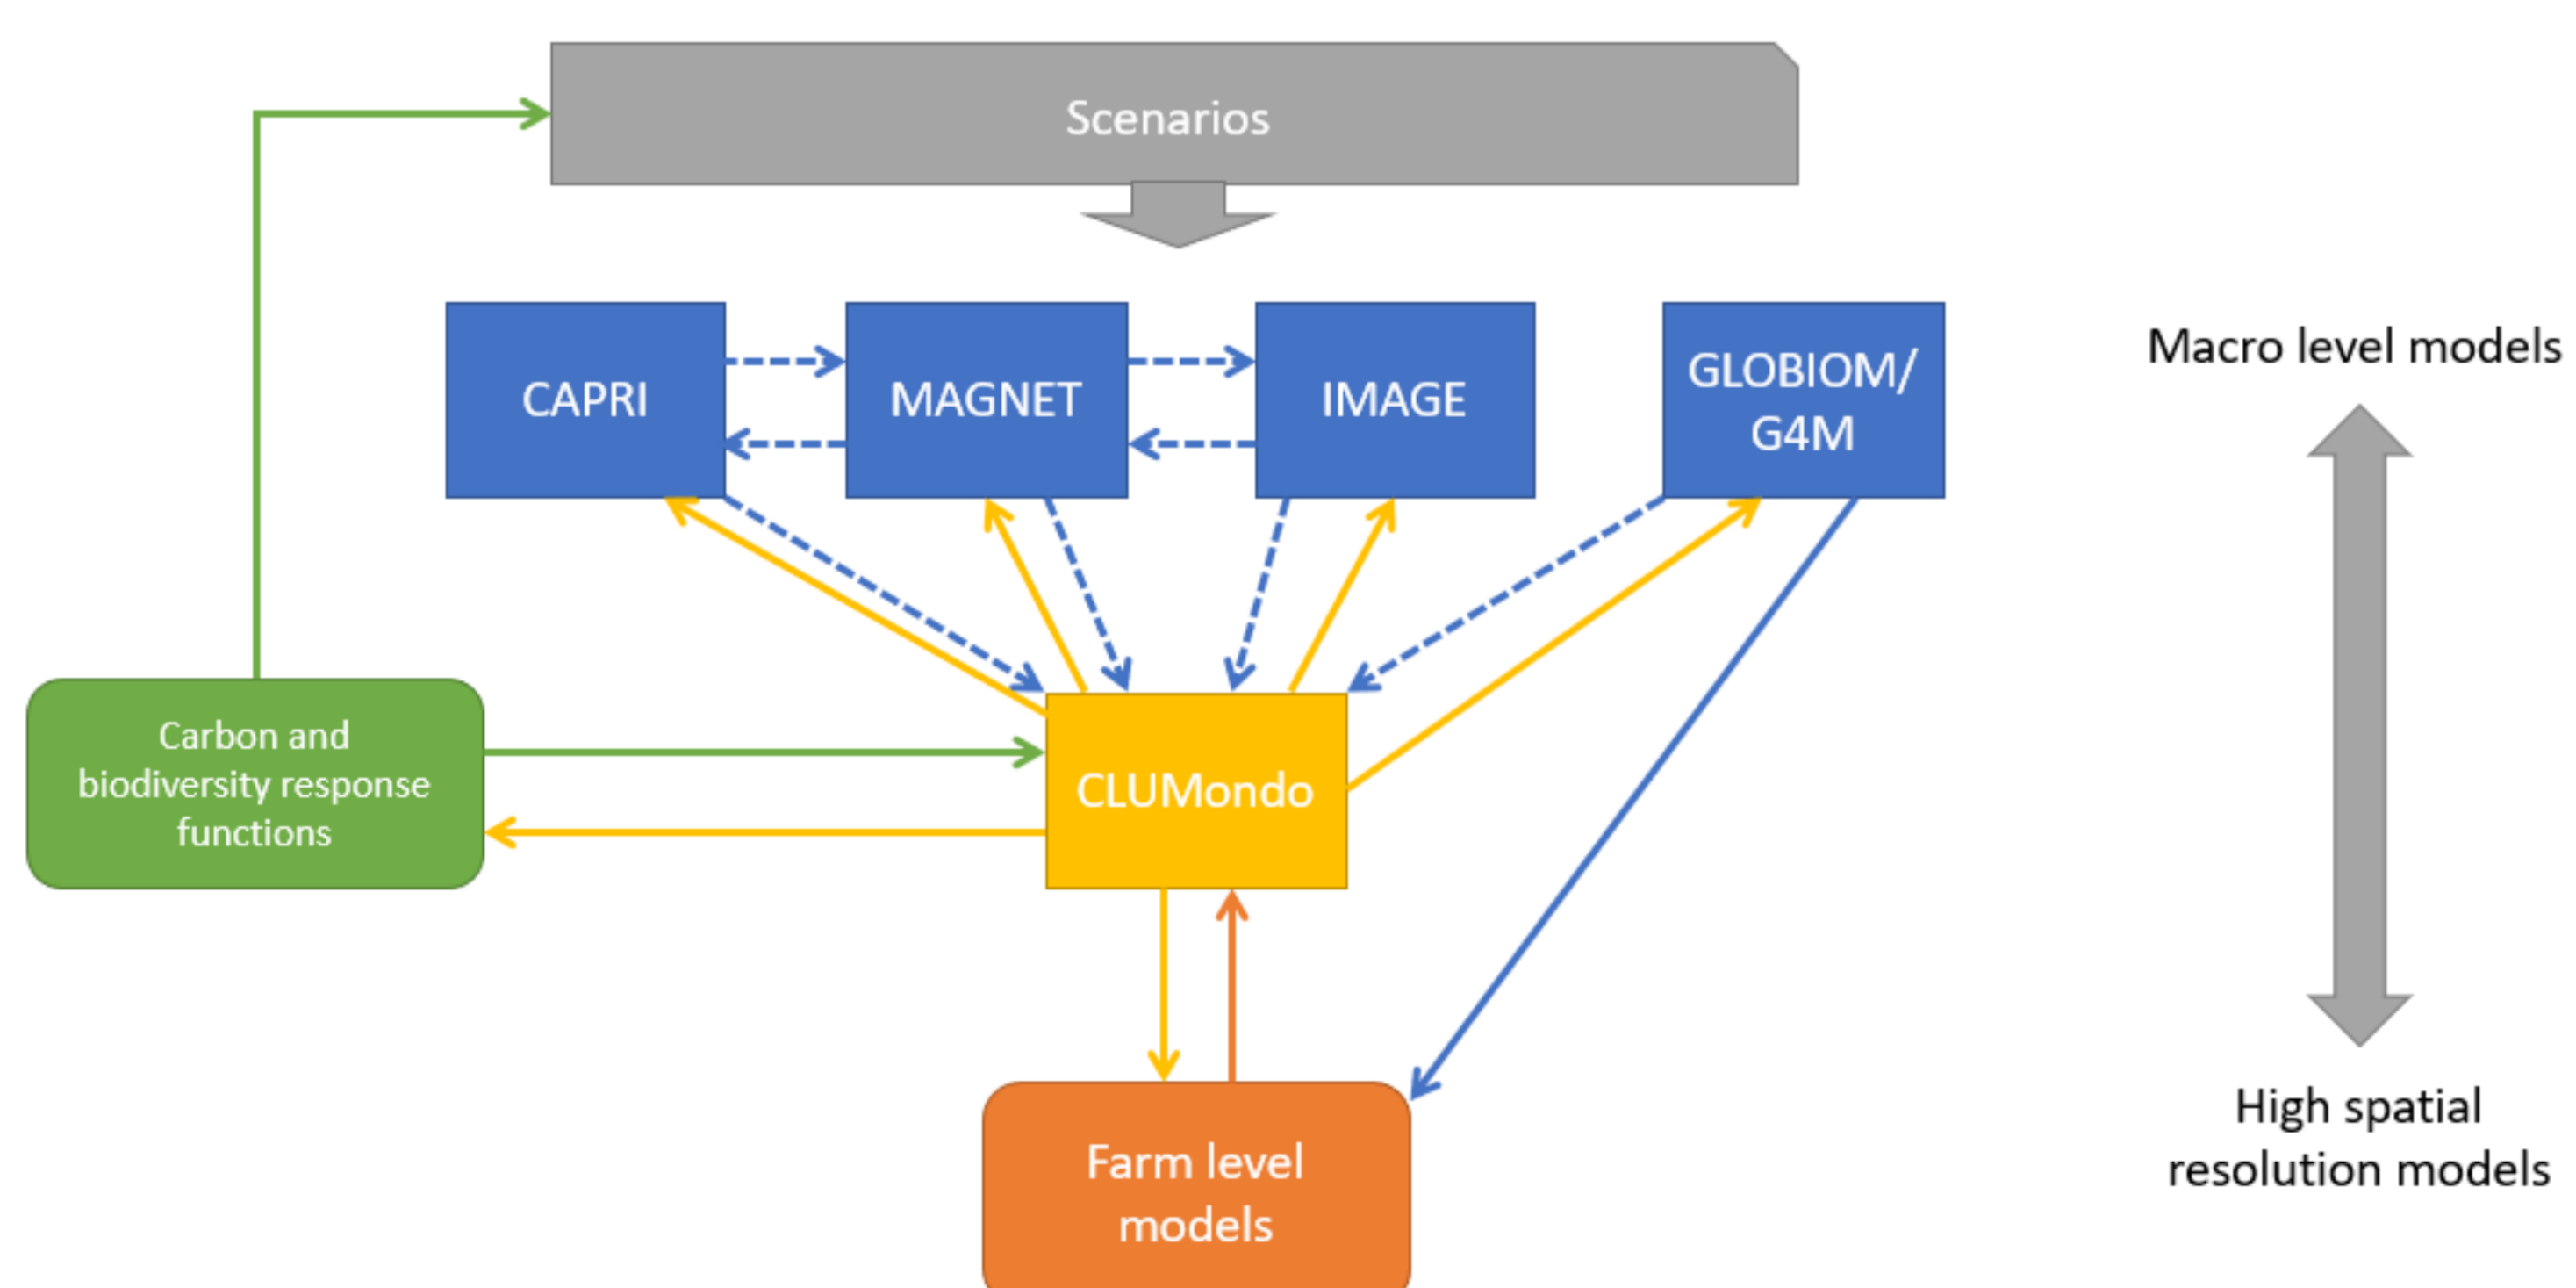 Scenarios
CAPRI
MAGNET
IMAGE
GLOBIOM/
G4M
Macro level models
Carbon and
biodiversity response
functions
CLUMondo
High spatial
resolution models
Farm level
models